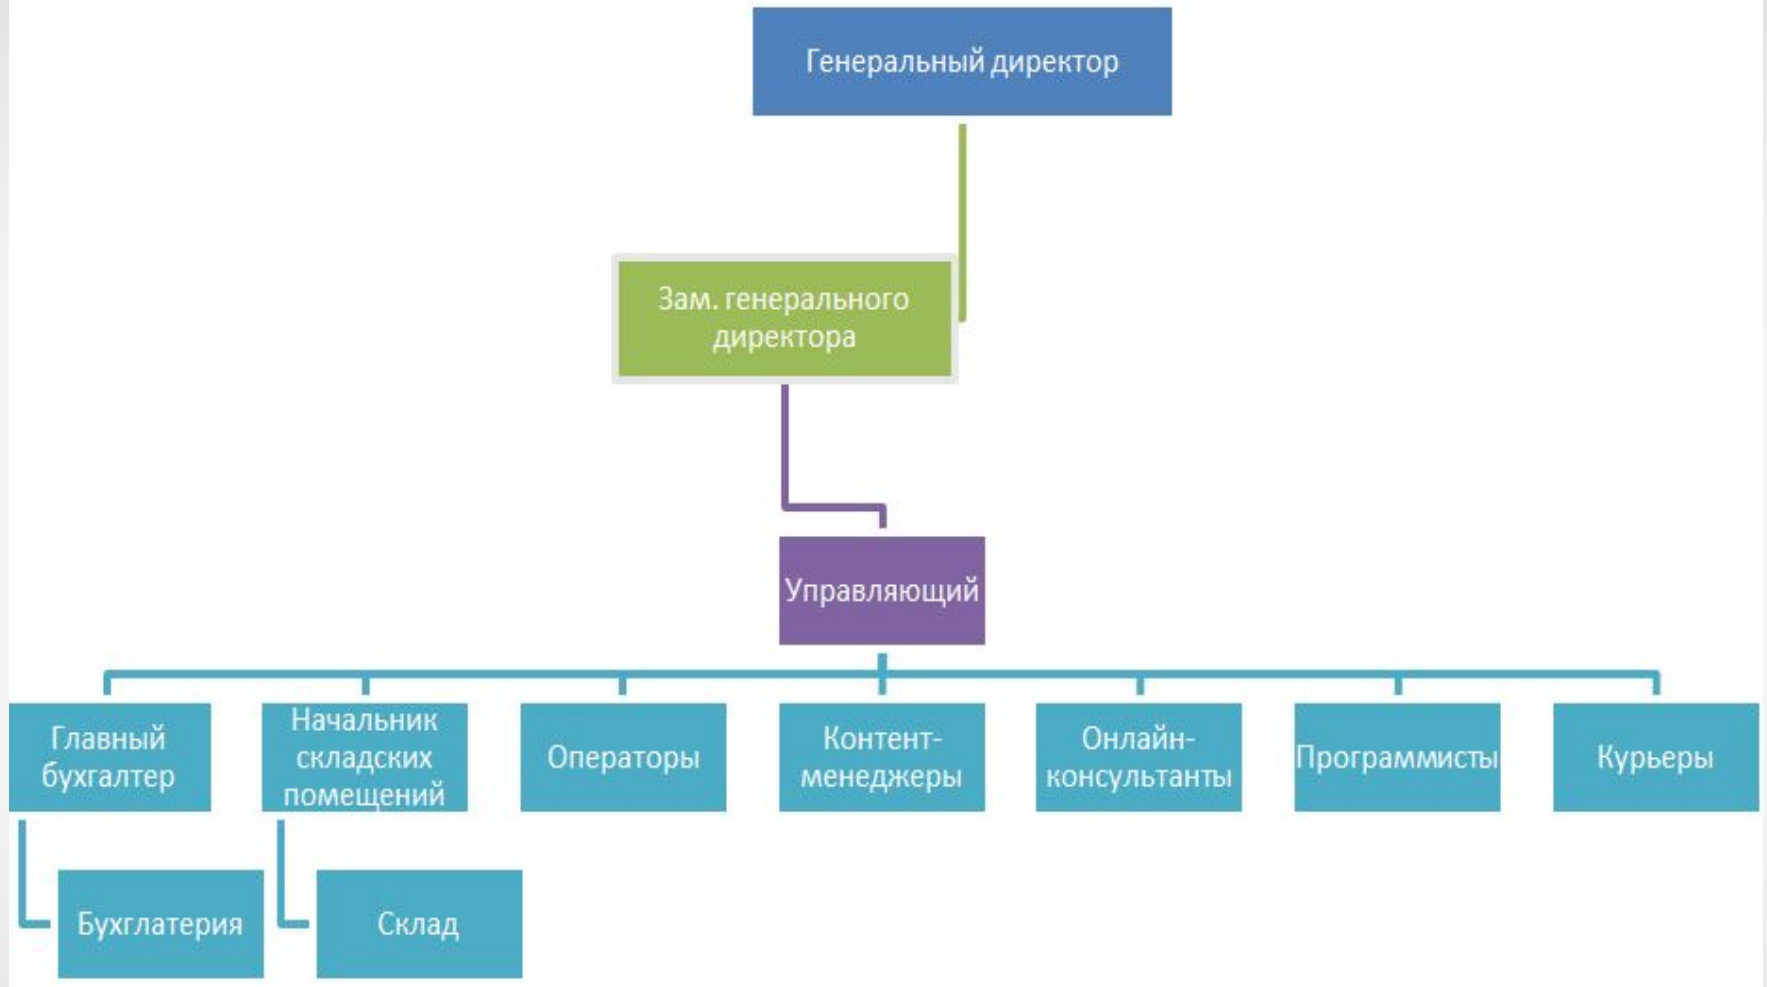 Генеральный директор
Зам. генерального
директора
Управляющий
Главный
бухгалтер
Начальник
складских
помещений
Операторы
Контент-
менеджеры
Онлайн-
консультанты
Программисты
Курьеры
Бухглатерия
Склад